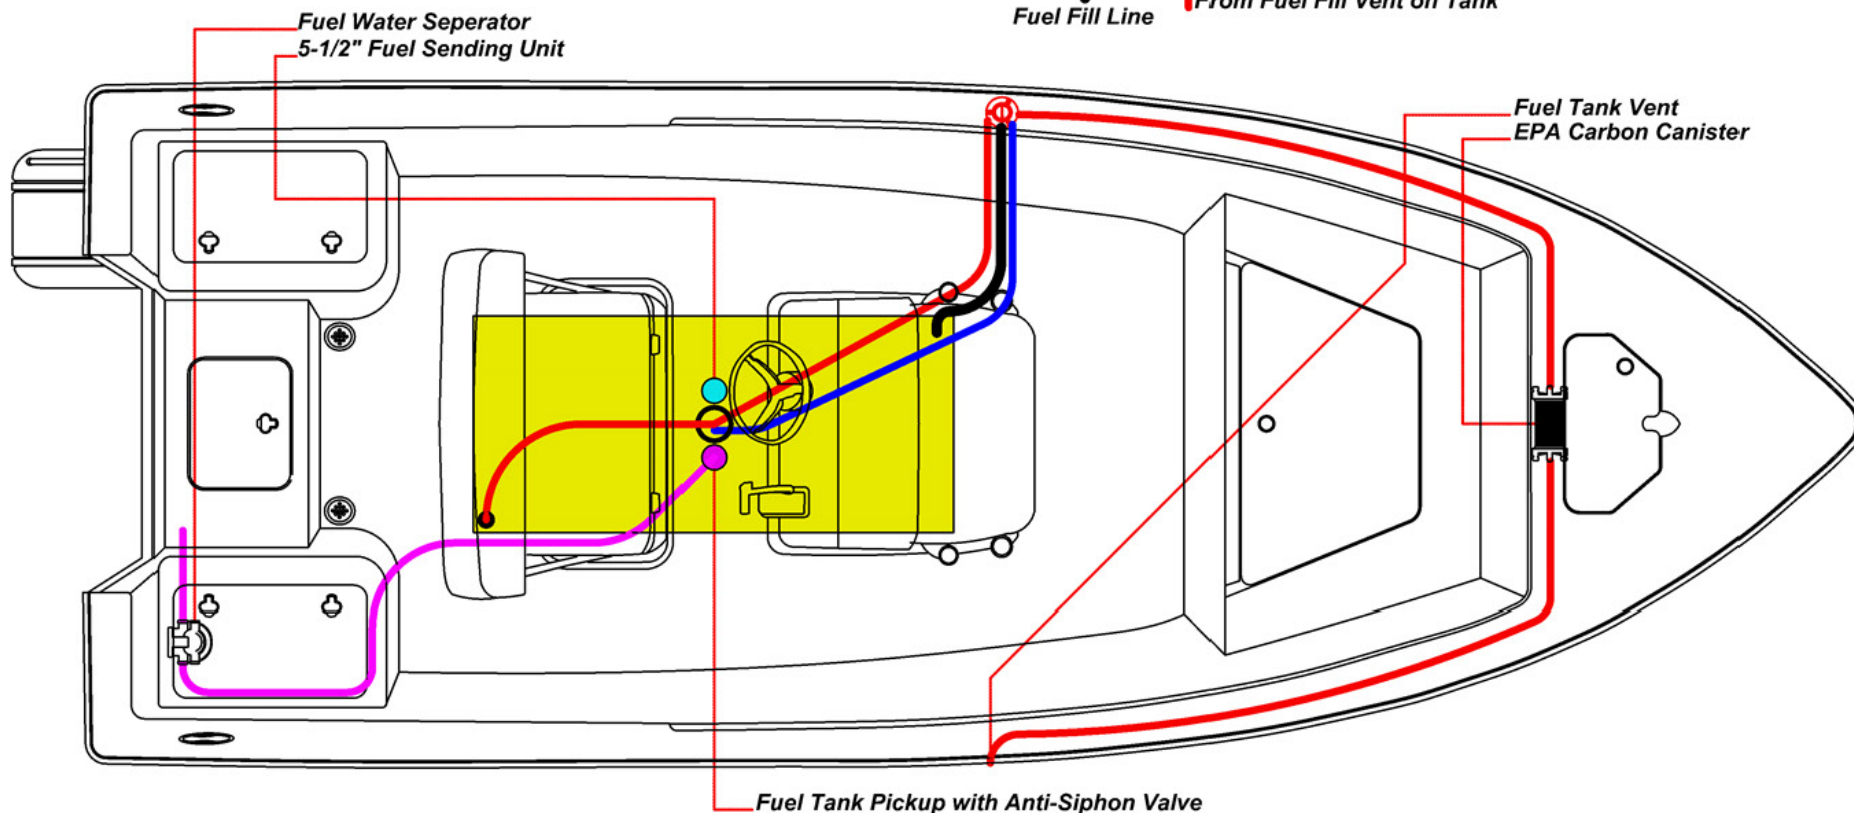 Fuel Fill Line
From Fuel Fill Vent on Tank
Fuel Water Seperator
5-1/2" Fuel Sending Unit
Fuel Tank Vent
EPA Carbon Canister
Fuel Tank Pickup with Anti-Siphon Valve